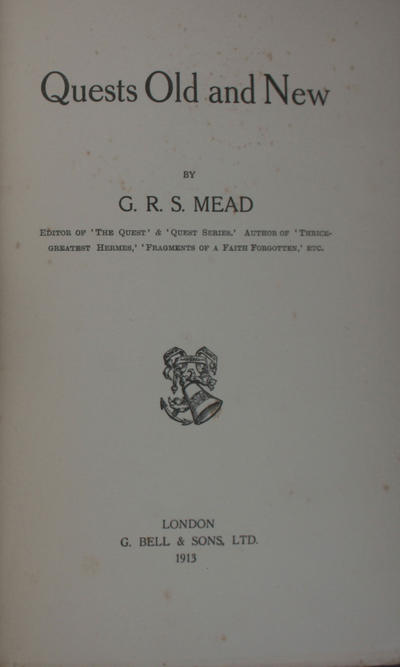 Quests Old and New
BY
G. R. S. MEAD
EDITOR OF 'THE QUEST' & 'QUEST SERIES.' AUTHOR OF 'THRICE-
GREATEST HERMES,' 'FRAGMENTS OF A FAITH FORGOTTEN,' ETC.
LONDON
G. BELL & SONS, LTD.
1913